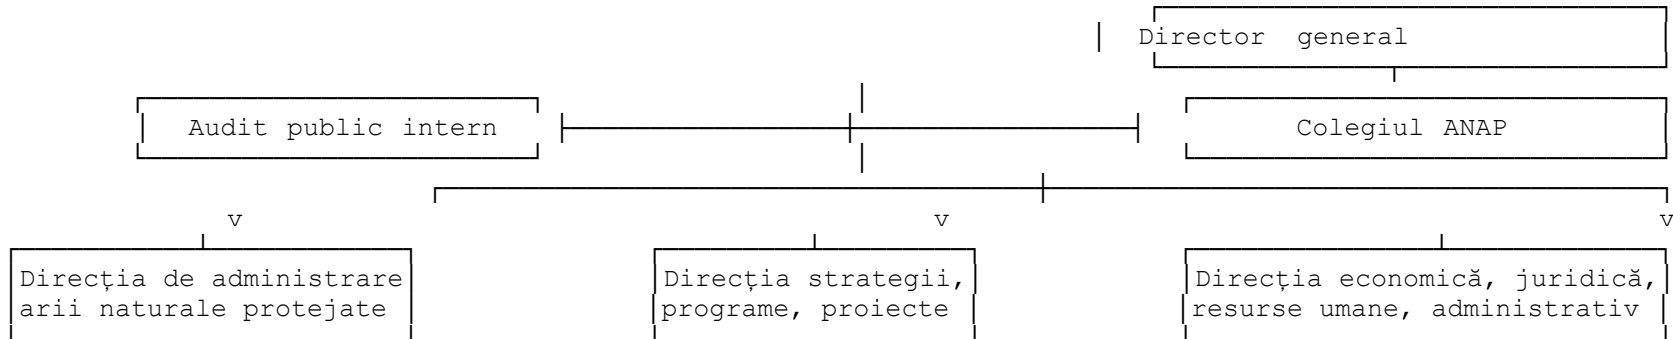 Director general
Audit public intern
Colegiul ANAP
v v v
Direcția de administrare
arii naturale protejate
Direcția strategii,
programe, proiecte
Direcția economică, juridică,
resurse umane, administrativ